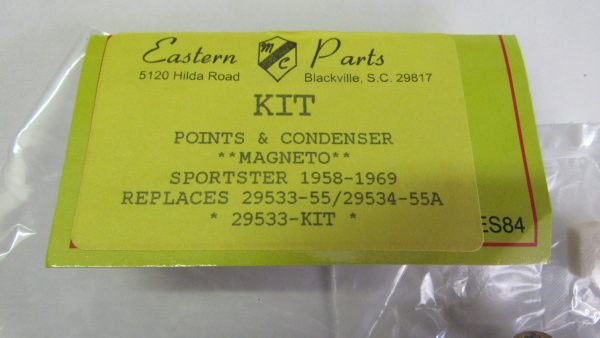 Eastern MC Parts
5120 Hilda Road Blackville, S.C. 29817
KIT
POINTS & CONDENSER
**MAGNETO**
SPORTSTER 1958-1969
REPLACES 29533-55/29534-55A
* 29533-KIT *
ES84